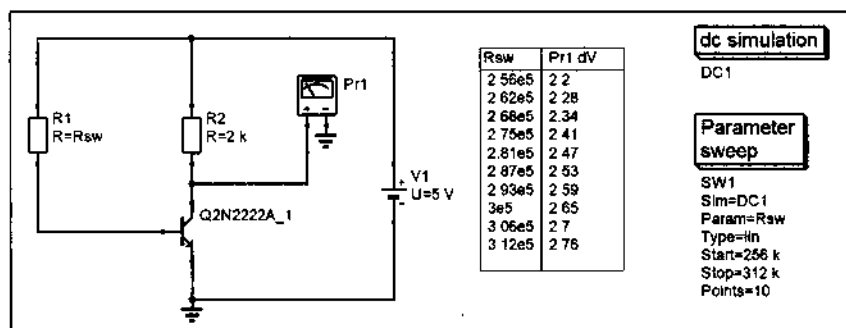 R1
R=Rsw
R2
R=2 k
Pr1
+ -
Q2N2222A_1
V1
U=5 V
+
-
Rsw Pr1 dV
2 56e5 2 2
2 62e5 2 28
2 68e5 2 34
2 75e5 2 41
2.81e5 2 47
2 87e5 2 53
2 93e5 2 59
3e5 2 65
3 06e5 2 7
3 12e5 2 76
dc simulation
DC1
Parameter
sweep
SW1
Sim=DC1
Param=Rsw
Type=lin
Start=256 k
Stop=312 k
Points=10